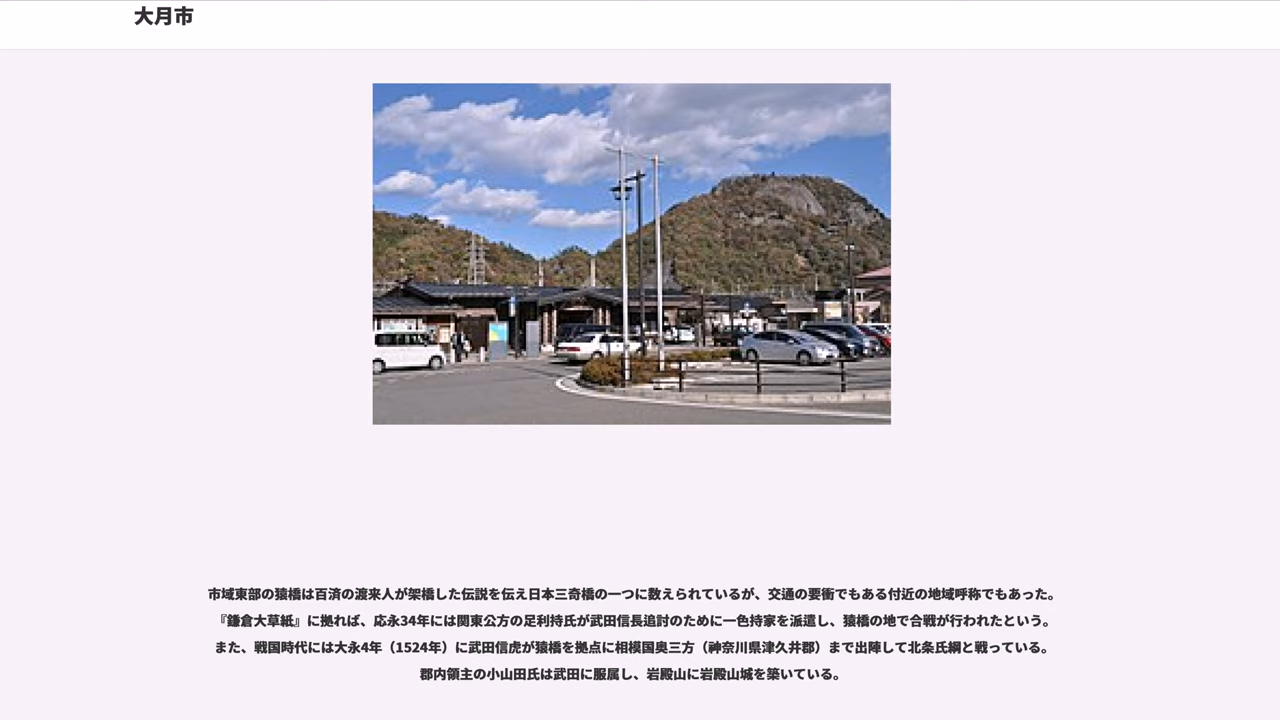 大月市
市域東部の猿橋は百済の渡来人が架橋した伝説を伝え日本三奇橋の一つに数えられているが、交通の要衝でもある付近の地域呼称でもあった。
『鎌倉大草紙』に拠れば、応永34年には関東公方の足利持氏が武田信長追討のために一色持家を派遣し、猿橋の地で合戦が行われたという。
また、戦国時代には大永4年（1524年）に武田信虎が猿橋を拠点に相模国奥三方（神奈川県津久井郡）まで出陣して北条氏綱と戦っている。
郡内領主の小山田氏は武田に服属し、岩殿山に岩殿山城を築いている。